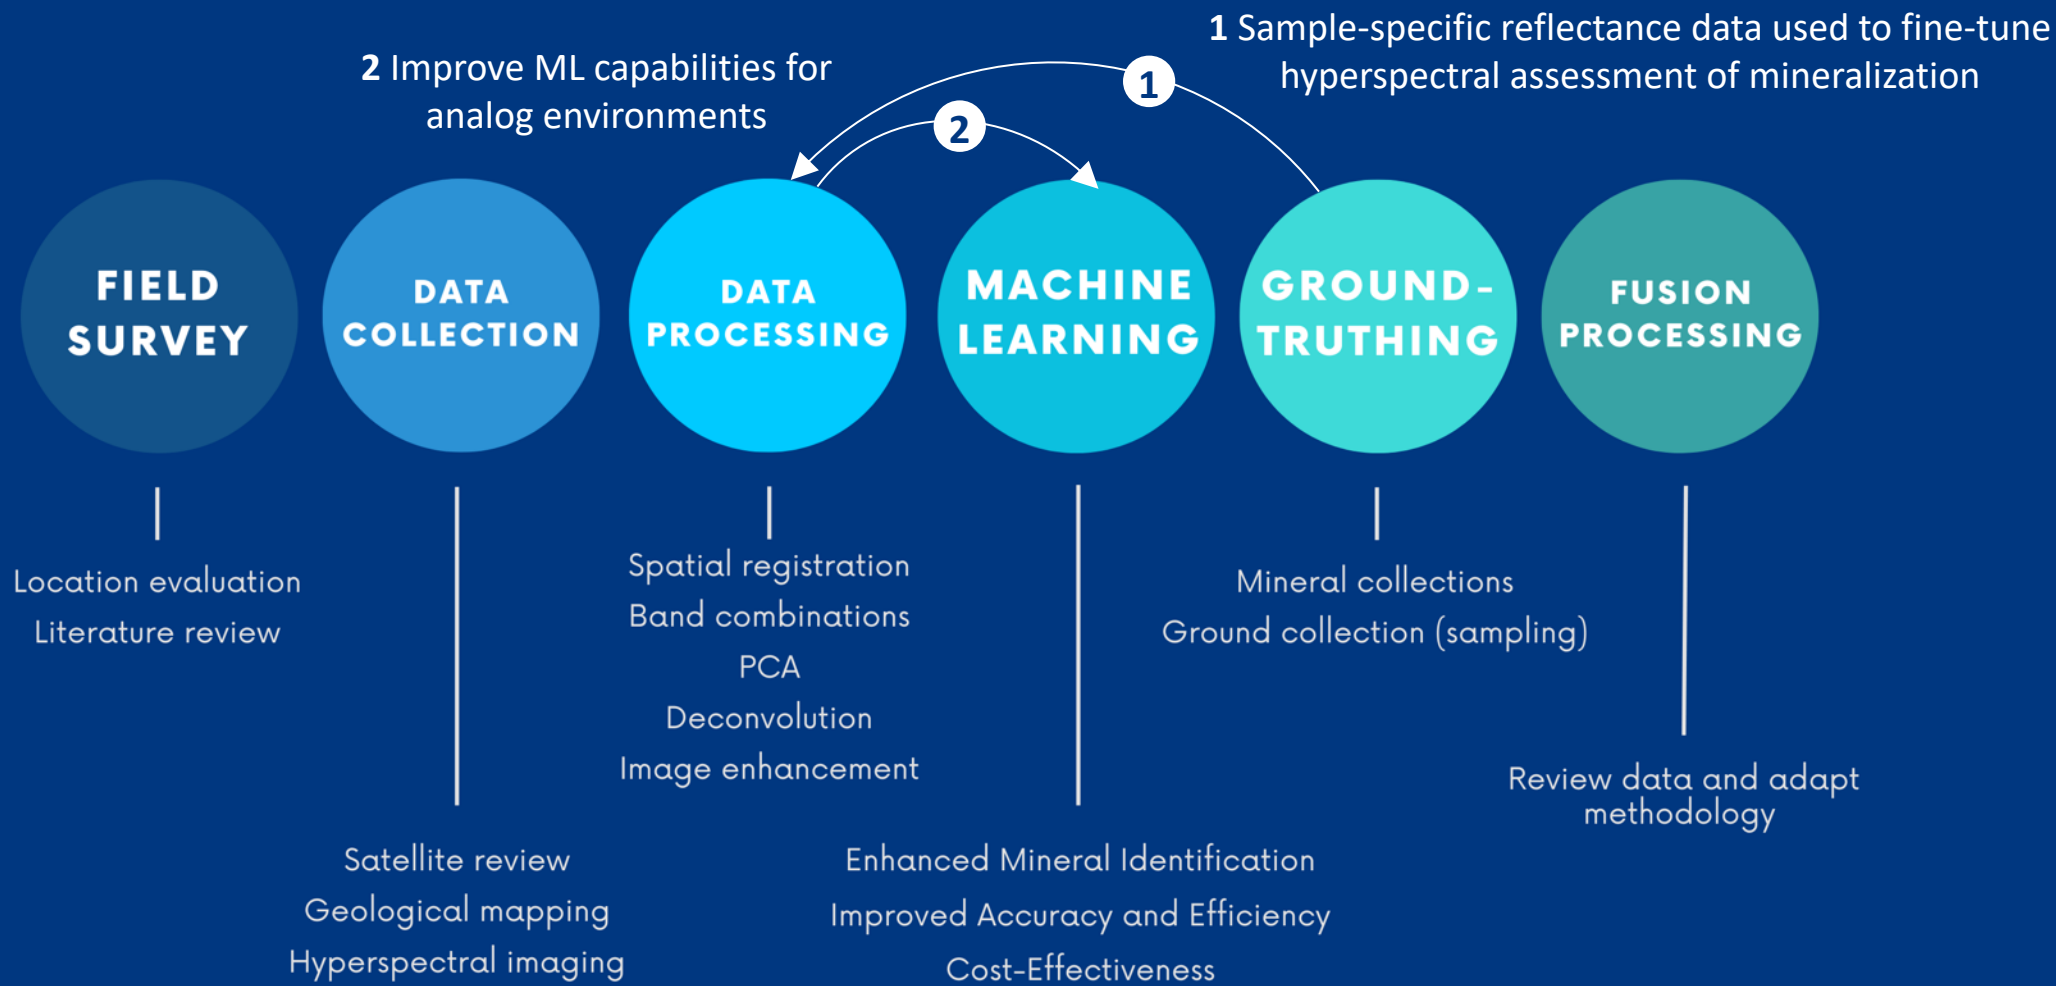 1 Sample-specific reflectance data used to fine-tune
hyperspectral assessment of mineralization
2 Improve ML capabilities for
analog environments
1
2
FIELD
SURVEY
DATA
COLLECTION
DATA
PROCESSING
MACHINE
LEARNING
GROUND-
TRUTHING
FUSION
PROCESSING
Location evaluation
Literature review
Satellite review
Geological mapping
Hyperspectral imaging
Spatial registration
Band combinations
PCA
Deconvolution
Image enhancement
Enhanced Mineral Identification
Improved Accuracy and Efficiency
Cost-Effectiveness
Mineral collections
Ground collection (sampling)
Review data and adapt
methodology